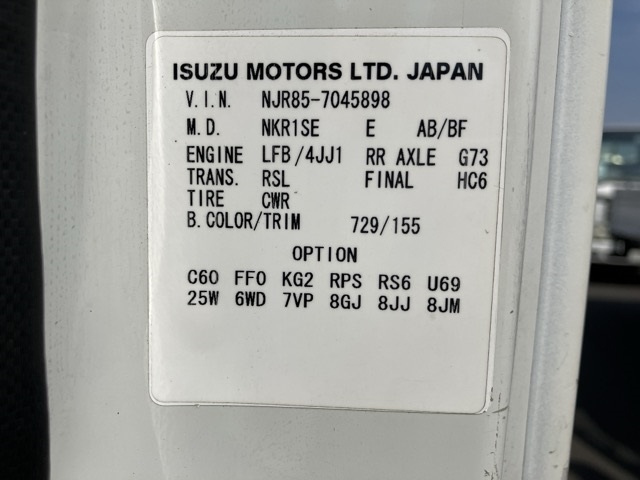 ISUZU MOTORS LTD. JAPAN
V.I.N. NJR85-7045898
M.D. NKR1SE E AB/BF
ENGINE LFB/4JJ1 RR AXLE G73
TRANS. RSL FINAL HC6
TIRE CWR
B.COLOR/TRIM 729/155
OPTION
C60 FF0 KG2 RPS RS6 U69
25W 6WD 7VP 8GJ 8JJ 8JM